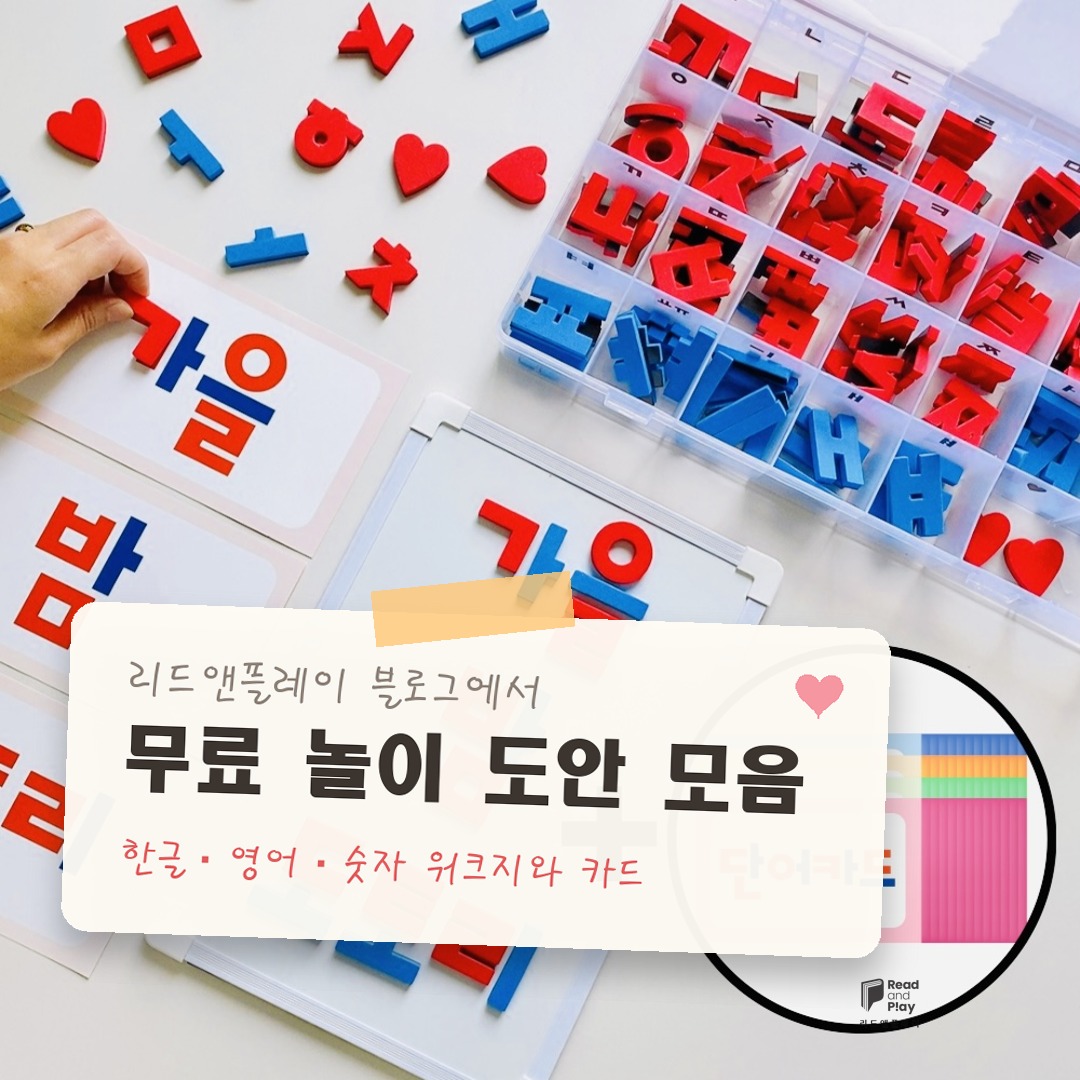 ㅁ
ㅎ
ㅊ
ㅗ
ㄴ
ㄷ
ㄹ
ㅇ
ㅈ
ㅊ
ㅋ
ㅌ
ㄲ
ㄸ
ㅃ
ㅆ
ㅉ
ㅛㅠ
ㅐ
가을
밤
가을
리드앤플레이 블로그에서
무료 놀이 도안 모음
한글 · 영어 · 숫자 워크지와 카드
단어카드
Read
and
Play